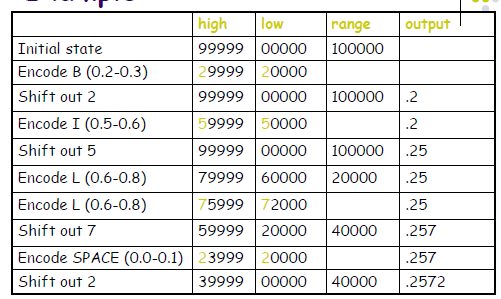 high low range output
Initial state 99999 00000 100000
Encode B (0.2-0.3) 29999 20000
Shift out 2 99999 00000 100000 .2
Encode I (0.5-0.6) 59999 50000 .2
Shift out 5 99999 00000 100000 .25
Encode L (0.6-0.8) 79999 60000 20000 .25
Encode L (0.6-0.8) 75999 72000 .25
Shift out 7 59999 20000 40000 .257
Encode SPACE (0.0-0.1) 23999 20000 .257
Shift out 2 39999 00000 40000 .2572